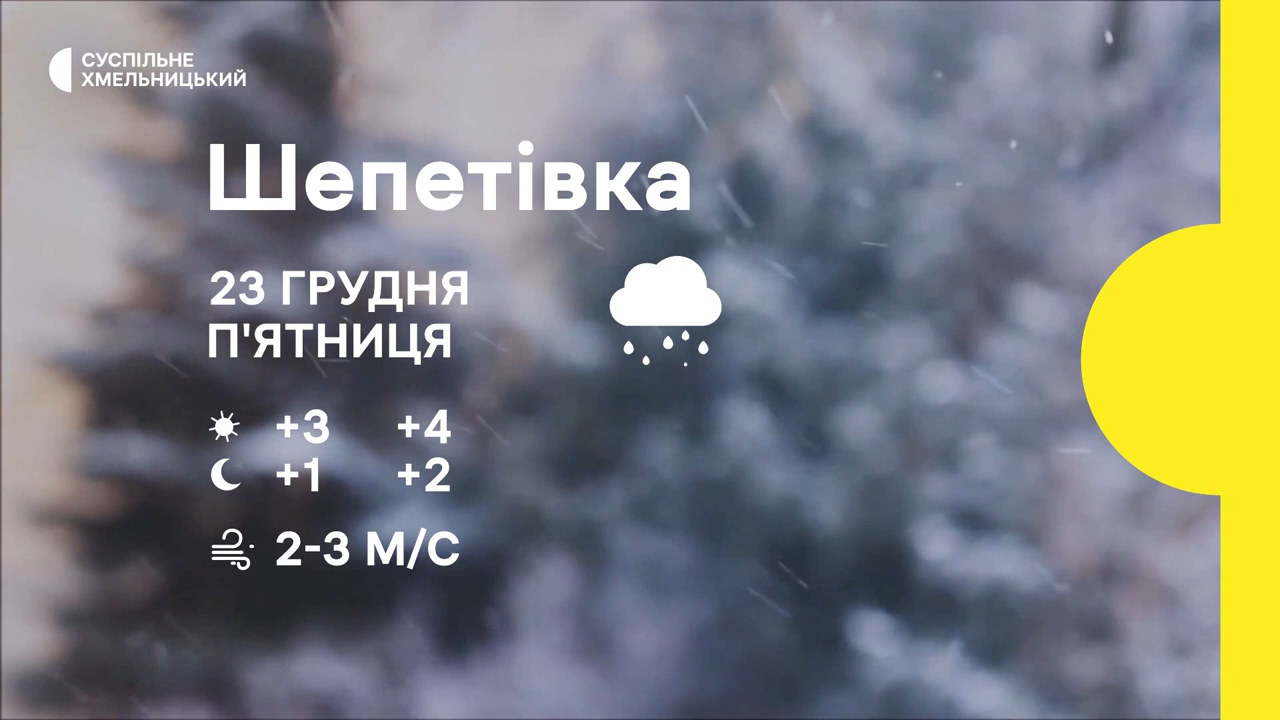 СУСПІЛЬНЕ
ХМЕЛЬНИЦЬКИЙ
Шепетівка
23 ГРУДНЯ
П'ЯТНИЦЯ
+3 +4
+1 +2
2-3 М/С